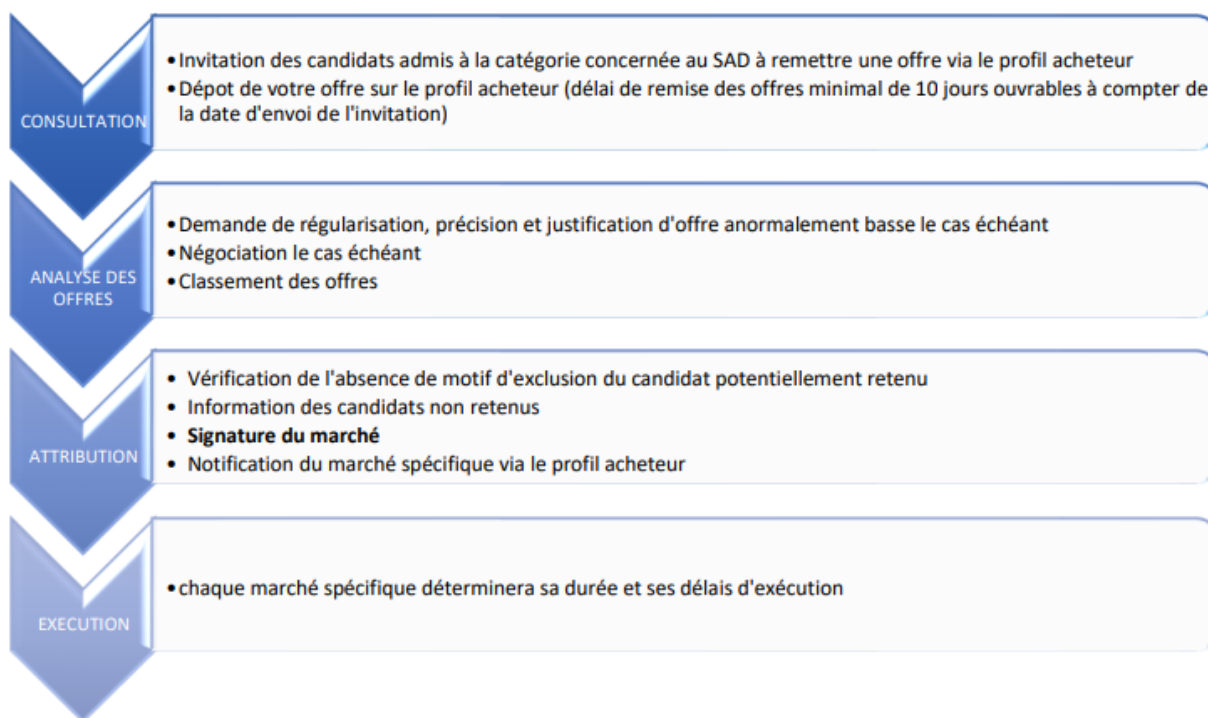 CONSULTATION
•Invitation des candidats admis à la catégorie concernée au SAD à remettre une offre via le profil acheteur
•Dépot de votre offre sur le profil acheteur (délai de remise des offres minimal de 10 jours ouvrables à compter de
la date d'envoi de l'invitation)
ANALYSE DES
OFFRES
•Demande de régularisation, précision et justification d'offre anormalement basse le cas échéant
•Négociation le cas échéant
•Classement des offres
ATTRIBUTION
• Vérification de l'absence de motif d'exclusion du candidat potentiellement retenu
• Information des candidats non retenus
• Signature du marché
• Notification du marché spécifique via le profil acheteur
EXECUTION
•chaque marché spécifique déterminera sa durée et ses délais d'exécution